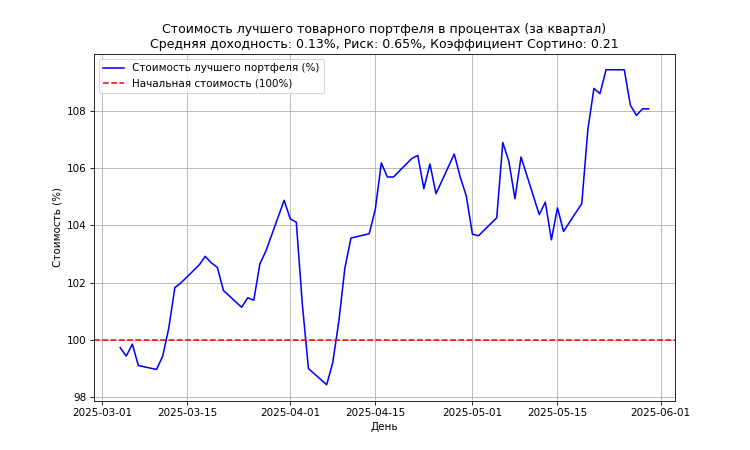 Стоимость лучшего товарного портфеля в процентах (за квартал)
Средняя доходность: 0.13%, Риск: 0.65%, Коэффициент Сортино: 0.21
Стоимость лучшего портфеля (%)
Начальная стоимость (100%)
Стоимость (%)
108
106
104
102
100
98
2025-03-01 2025-03-15 2025-04-01 2025-04-15 2025-05-01 2025-05-15 2025-06-01
День